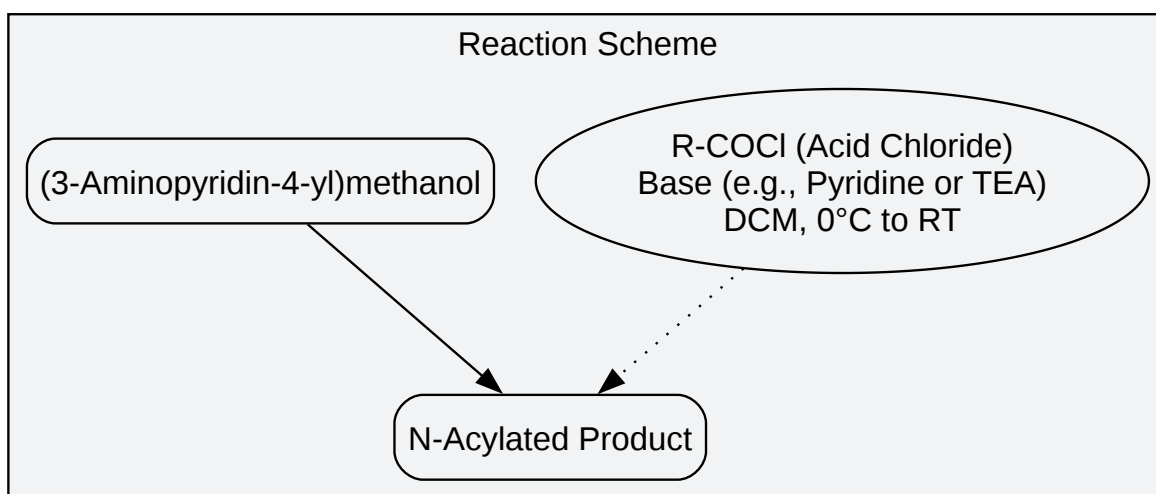 Reaction Scheme
(3-Aminopyridin-4-yl)methanol
R-COCl (Acid Chloride)
Base (e.g., Pyridine or TEA)
DCM, 0°C to RT
N-Acylated Product